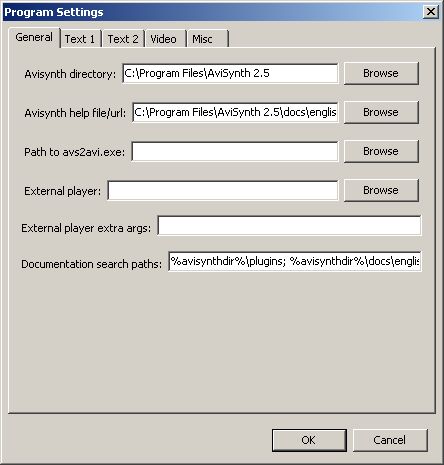 Program Settings
General Text 1 Text 2 Video Misc
Avisynth directory: C:\Program Files\AviSynth 2.5 Browse
Avisynth help file/url: C:\Program Files\AviSynth 2.5\docs\englis Browse
Path to avs2avi.exe: Browse
External player: Browse
External player extra args:
Documentation search paths: %avisynthdir%\plugins; %avisynthdir%\docs\englis
OK Cancel